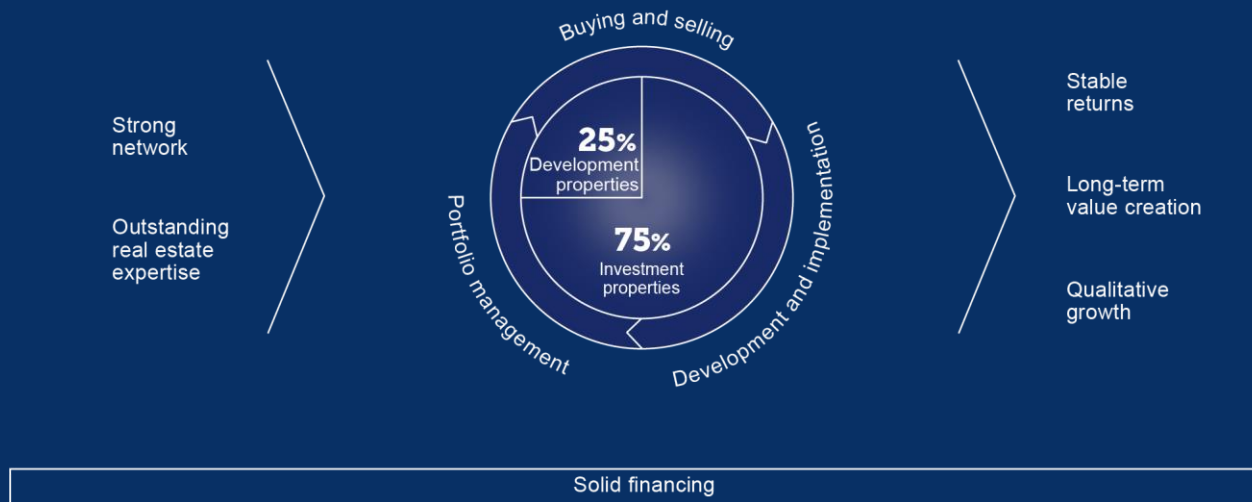 Buying and selling
Strong
network
Outstanding
real estate
expertise
25%
Development
properties
75%
Investment
properties
Portfolio management
Development and implementation
Stable
returns
Long-term
value creation
Qualitative
growth
Solid financing